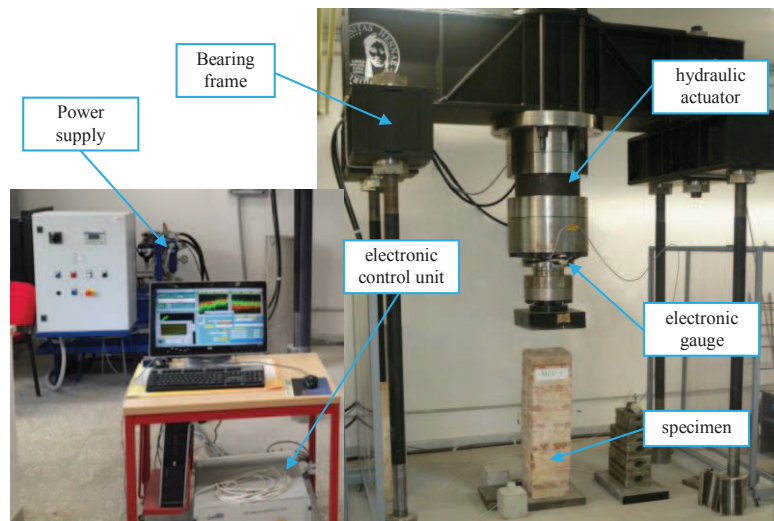 Bearing
frame
Power
supply
hydraulic
actuator
electronic
control unit
electronic
gauge
specimen